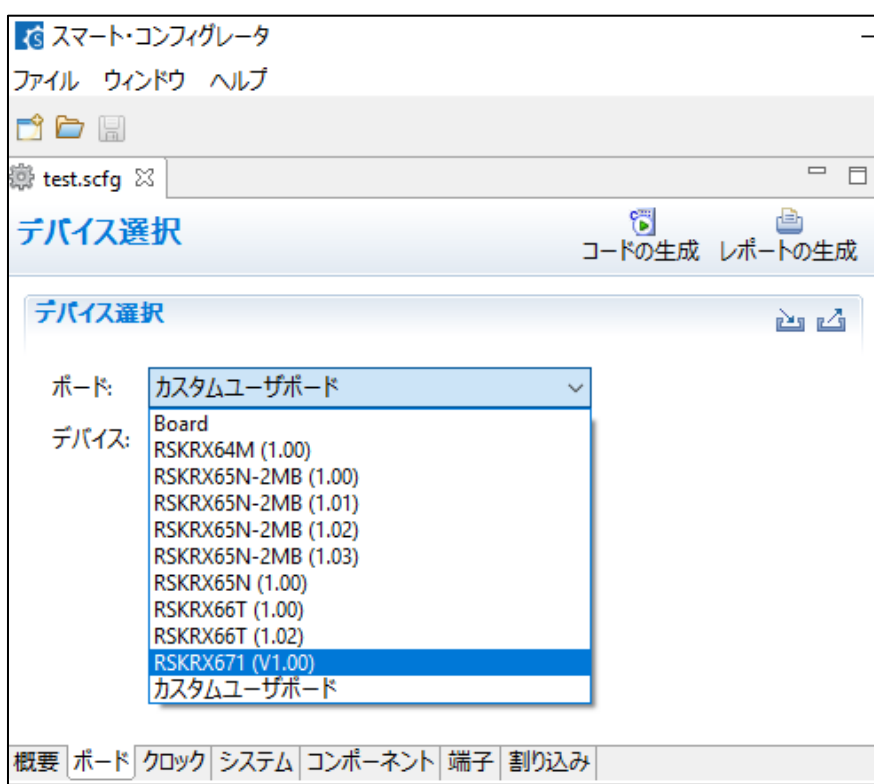 スマート・コンフィグレータ
ファイル ウィンドウ ヘルプ
test.scfg
デバイス選択
コードの生成 レポートの生成
デバイス選択
ボード: カスタムユーザボード
デバイス:
Board
RSKRX64M (1.00)
RSKRX65N-2MB (1.00)
RSKRX65N-2MB (1.01)
RSKRX65N-2MB (1.02)
RSKRX65N-2MB (1.03)
RSKRX65N (1.00)
RSKRX66T (1.00)
RSKRX66T (1.02)
RSKRX671 (V1.00)
カスタムユーザボード
概要 ボード クロック システム コンポーネント 端子 割り込み